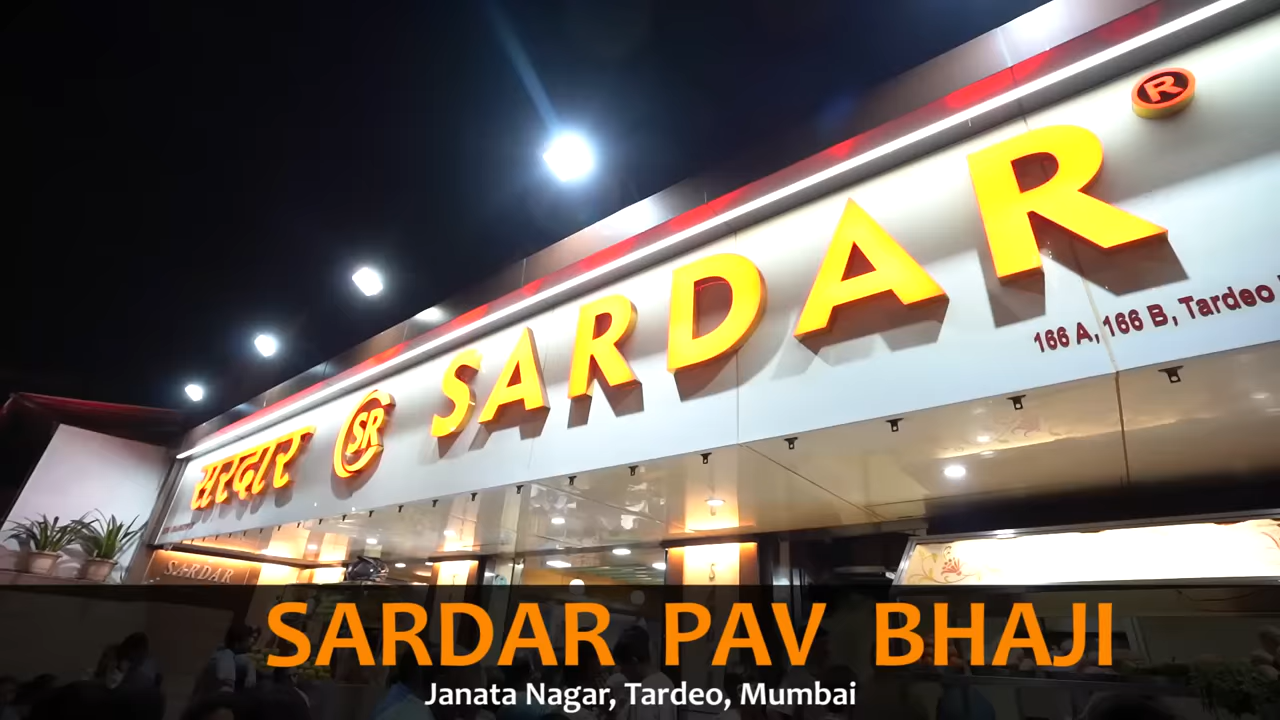 सरदार SR SARDAR ®
166 A, 166 B, Tardeo
SARDAR
SARDAR PAV BHAJI
Janata Nagar, Tardeo, Mumbai